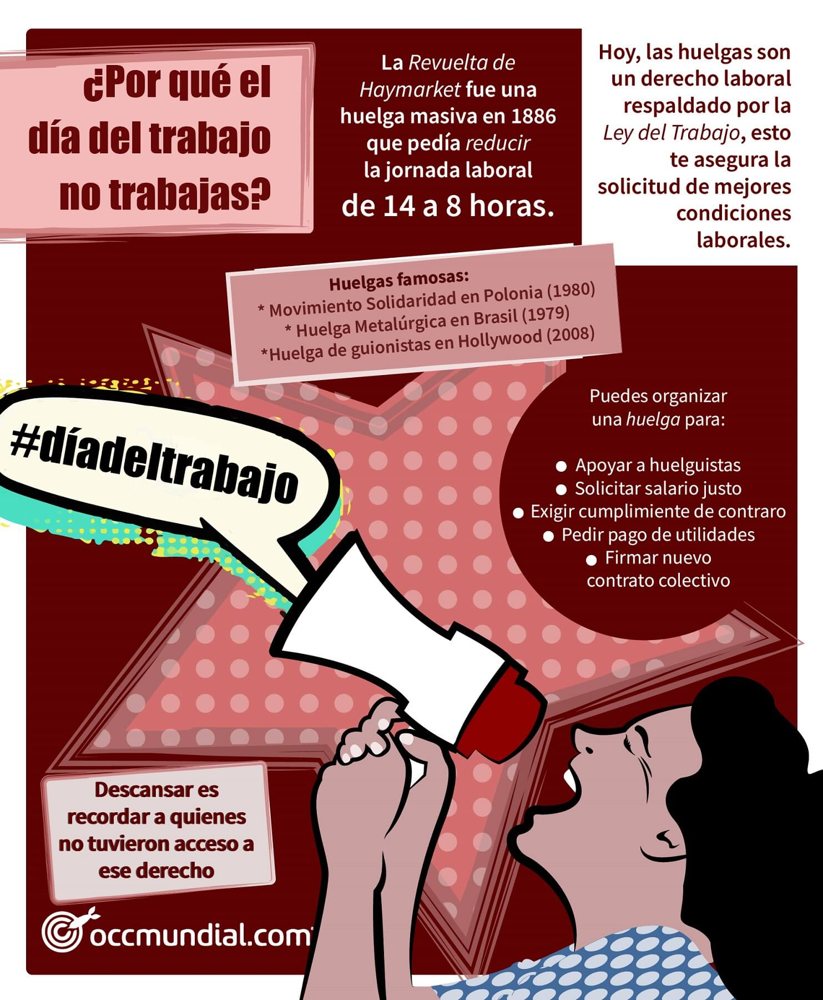 ¿Por qué el
día del trabajo
no trabajas?
La Revuelta de
Haymarket fue una
huelga masiva en 1886
que pedía reducir
la jornada laboral
de 14 a 8 horas.
Hoy, las huelgas son
un derecho laboral
respaldado por la
Ley del Trabajo, esto
te asegura la
solicitud de mejores
condiciones
laborales.
Huelgas famosas:
* Movimiento Solidaridad en Polonia (1980)
* Huelga Metalúrgica en Brasil (1979)
*Huelga de guionistas en Hollywood (2008)
#díadeltrabajo
Puedes organizar
una huelga para:
● Apoyar a huelguistas
● Solicitar salario justo
● Exigir cumplimiente de contraro
● Pedir pago de utilidades
● Firmar nuevo
contrato colectivo
Descansar es
recordar a quienes
no tuvieron acceso a
ese derecho
occmundial.com